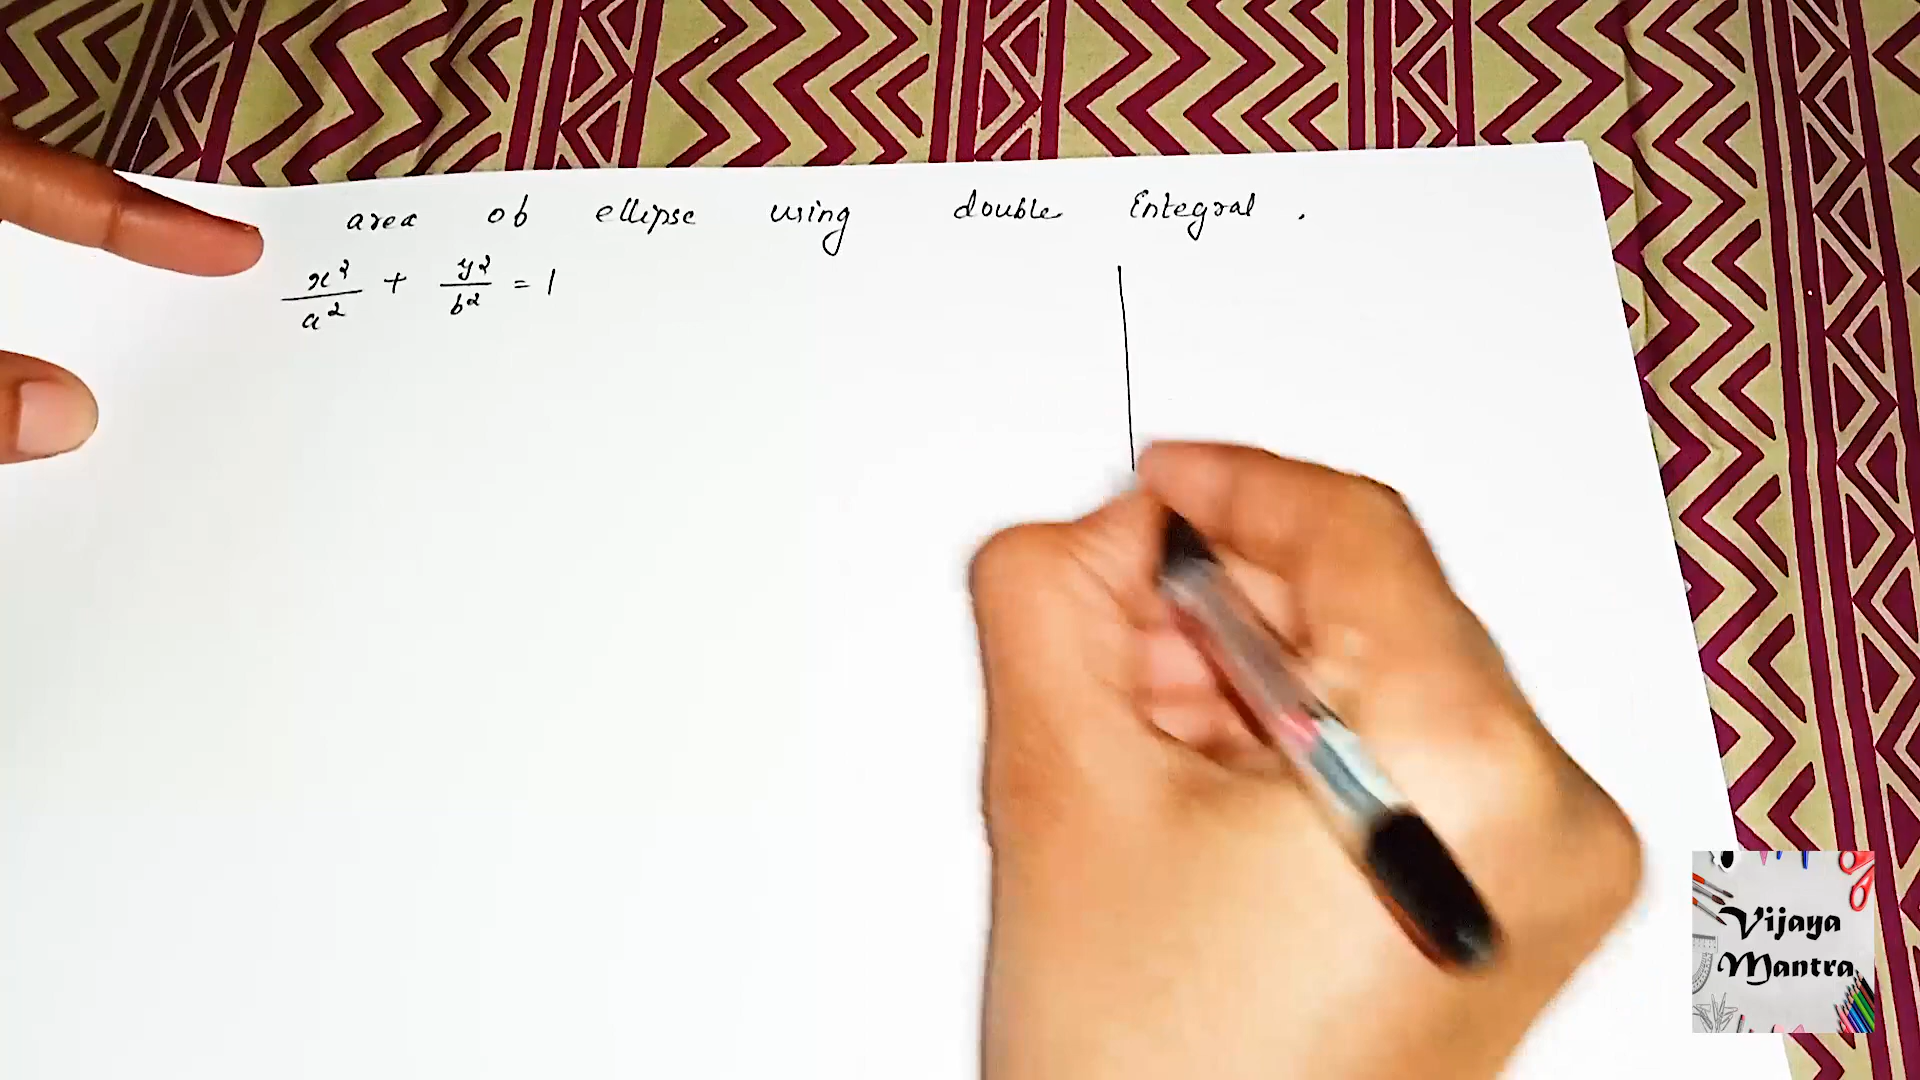 area of ellipse using double integral .
x²/a² + y²/b² = 1
Vijaya
Mantra